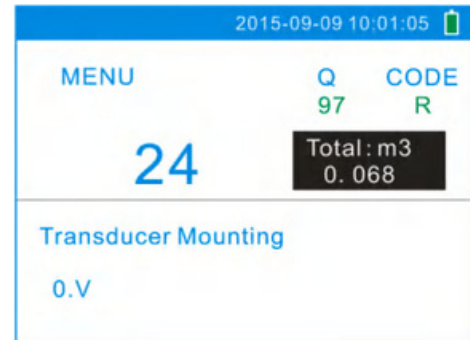 2015-09-09 10:01:05
MENU Q CODE
97 R
24
Total:m3
0.068
Transducer Mounting
0.V